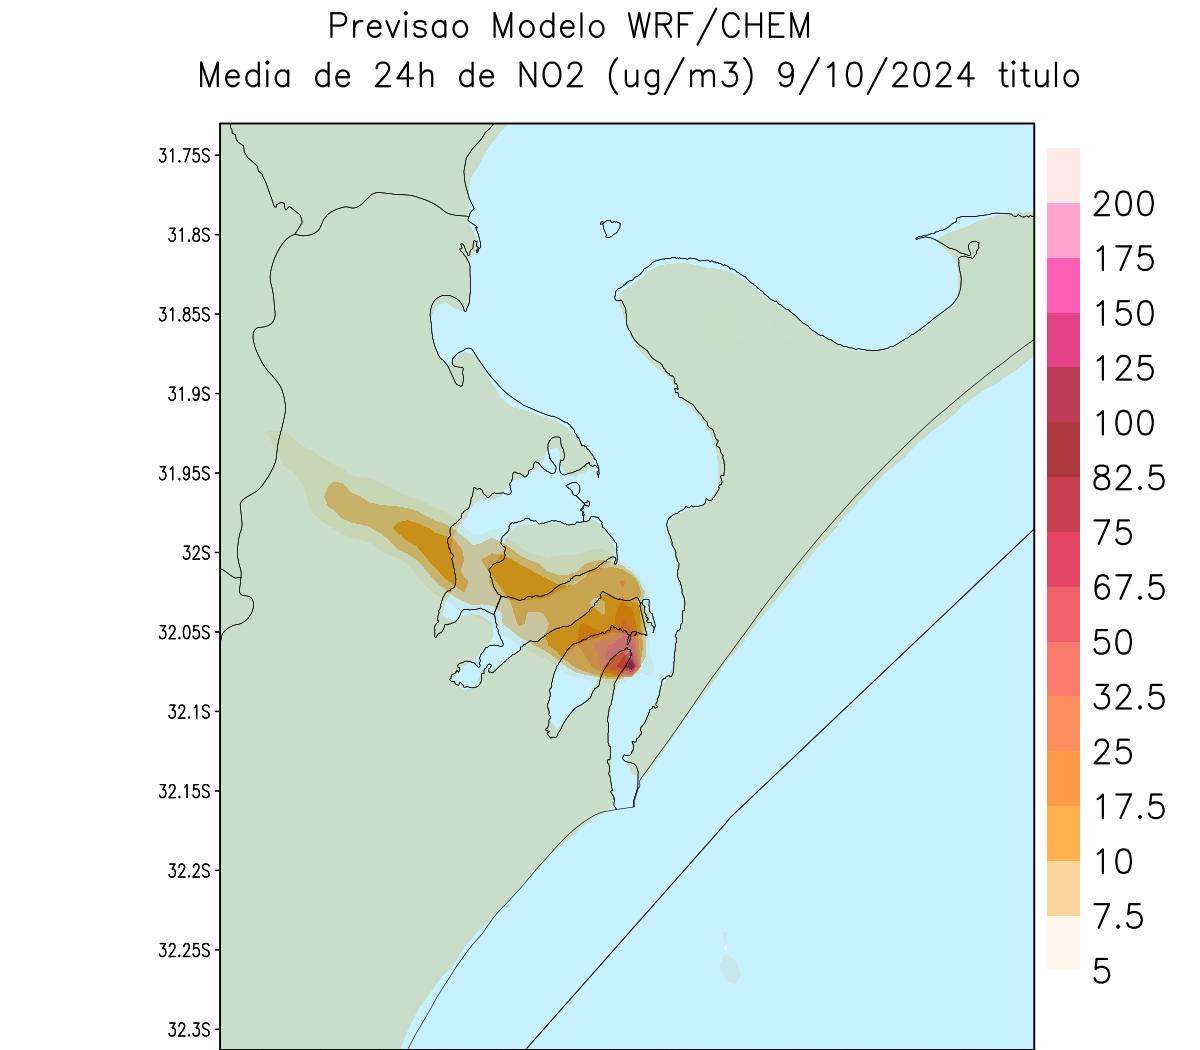 Previsao Modelo WRF/CHEM
Media de 24h de NO2 (ug/m3) 9/10/2024 titulo
31.75S
31.8S
31.85S
31.9S
31.95S
32S
32.05S
32.1S
32.15S
32.2S
32.25S
32.3S
200
175
150
125
100
82.5
75
67.5
50
32.5
25
17.5
10
7.5
5